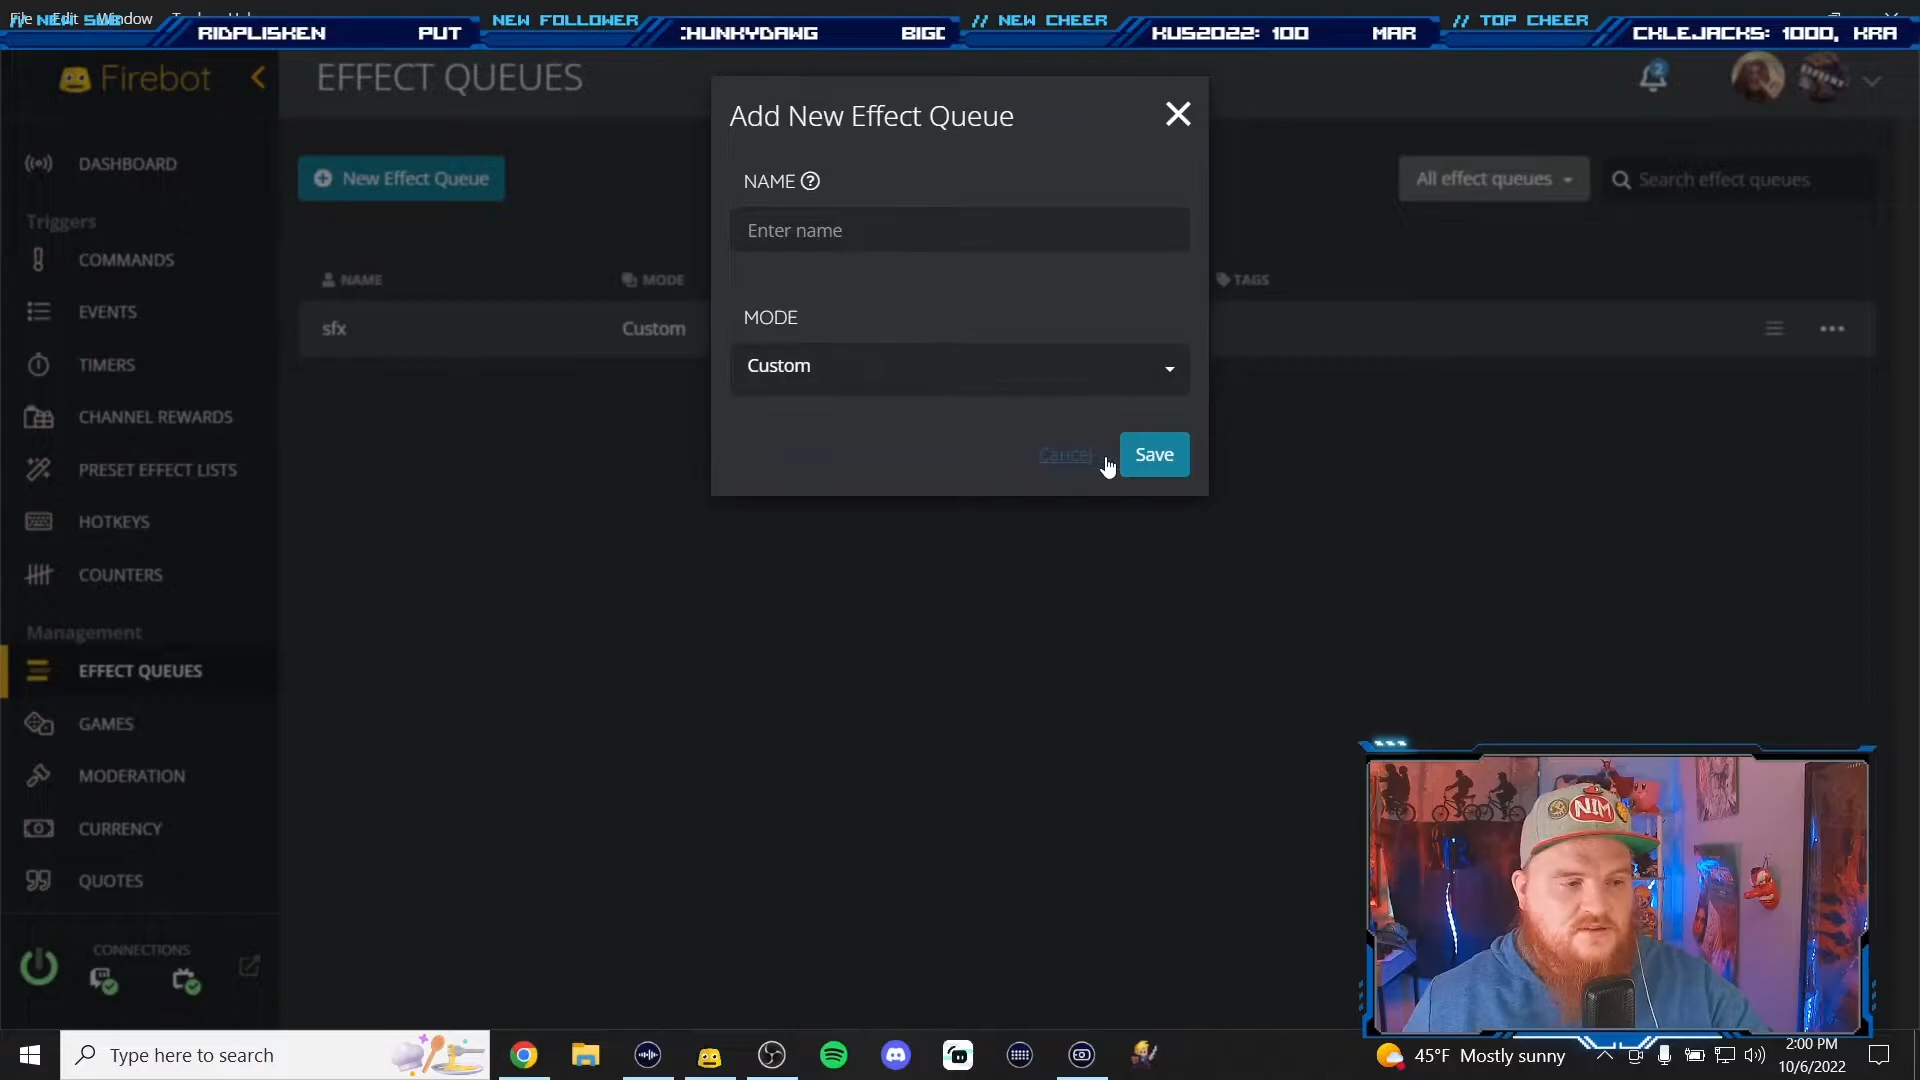 File Edit Window
// NEW SUB
RIDPLISKEN PUT
NEW FOLLOWER
:HUNKYDAWG BIGC
// NEW CHEER
KUS2022: 100 MAR
// TOP CHEER
CKLEJACKS: 1000, KRA
Firebot
EFFECT QUEUES
2
Add New Effect Queue
NAME
Enter name
MODE
Custom
Cancel
Save
New Effect Queue
All effect queues
Search effect queues
NAME
MODE
TAGS
sfx
Custom
DASHBOARD
Triggers
COMMANDS
EVENTS
TIMERS
CHANNEL REWARDS
PRESET EFFECT LISTS
HOTKEYS
COUNTERS
Management
EFFECT QUEUES
GAMES
MODERATION
CURRENCY
QUOTES
CONNECTIONS
NIM
Type here to search
45°F Mostly sunny
2:00 PM
10/6/2022